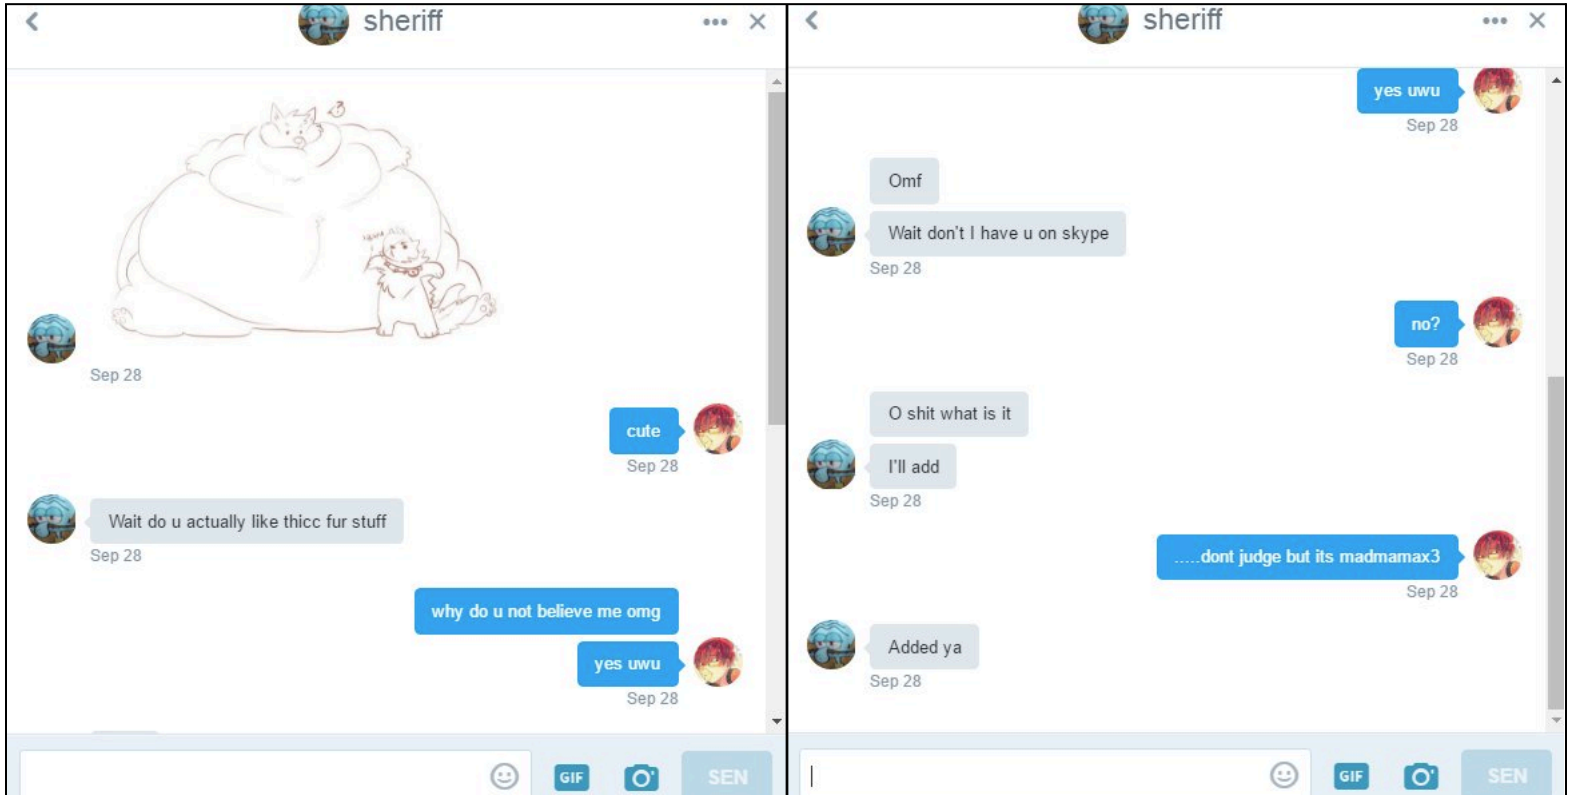 sheriff
Sep 28
cute
Sep 28
Wait do u actually like thicc fur stuff
Sep 28
why do u not believe me omg
yes uwu
Sep 28
GIF
SEN
sheriff
yes uwu
Sep 28
Omf
Wait don't I have u on skype
Sep 28
no?
Sep 28
O shit what is it
I'll add
Sep 28
.....dont judge but its madmamax3
Sep 28
Added ya
Sep 28
GIF
SEN